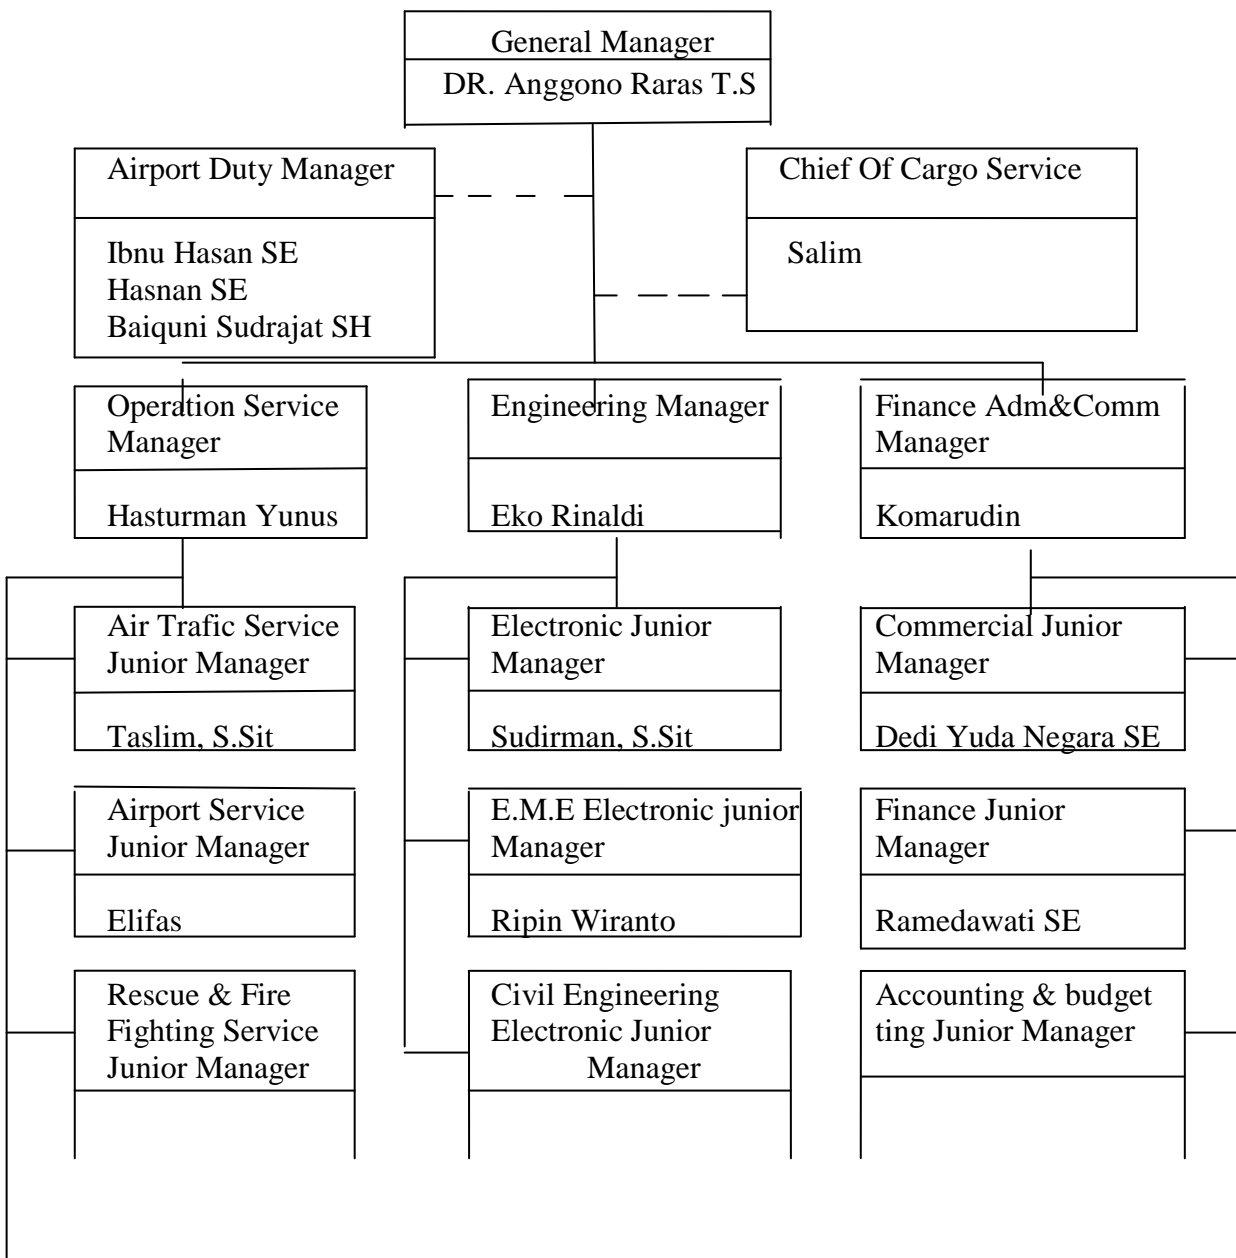 General Manager
DR. Anggono Raras T.S
Airport Duty Manager
Ibnu Hasan SE
Hasnan SE
Baiquni Sudrajat SH
Chief Of Cargo Service
Salim
Operation Service
Manager
Hasturman Yunus
Engineering Manager
Eko Rinaldi
Finance Adm&Comm
Manager
Komarudin
Air Trafic Service
Junior Manager
Taslim, S.Sit
Electronic Junior
Manager
Sudirman, S.Sit
Commercial Junior
Manager
Dedi Yuda Negara SE
Airport Service
Junior Manager
Elifas
E.M.E Electronic junior
Manager
Ripin Wiranto
Finance Junior
Manager
Ramedawati SE
Rescue & Fire
Fighting Service
Junior Manager
Civil Engineering
Electronic Junior
Manager
Accounting & budget
ting Junior Manager